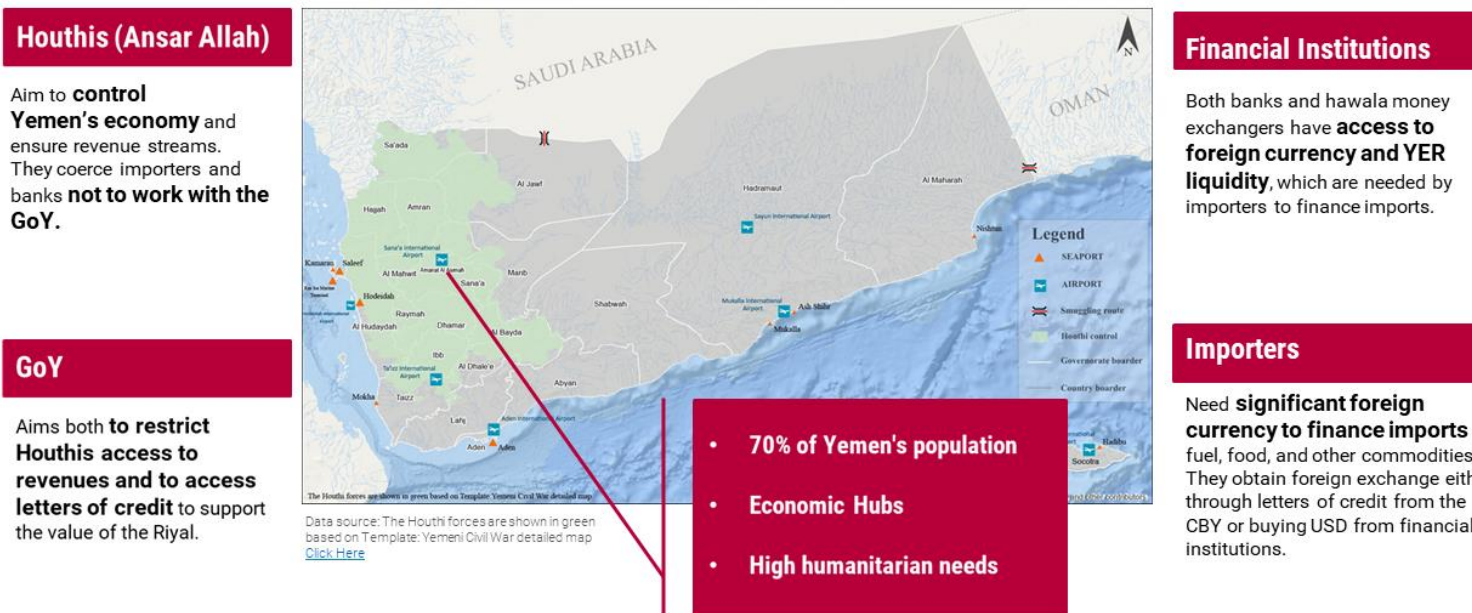 Houthis (Ansar Allah)
Aim to control
Yemen's economy and
ensure revenue streams.
They coerce importers and
banks not to work with the
GoY.
GoY
Aims both to restrict
Houthis access to
revenues and to access
letters of credit to support
the value of the Riyal.
SAUDI ARABIA
OMAN
N
Sa'ada
Al Jawf
Hadramaut
Al Maharah
Hajjah
Amran
Sayun International Airport
Nishtun
Sana'a International
Airport
Kamaran
Saleef
Al Mahwit
Amanat Al Asimah
Marib
Sana'a
Hodeidah
Raymah
Shabwah
Mukalla International
Airport
Ash Shihr
Mukalla
Al Hudaydah
Dhamar
Al Bayda
Ibb
Ta'izz International
Airport
Al Dhale'e
Abyan
Mokha
Taizz
Lafej
Aden International Airport
Aden
Aden
Hadibu
Socotra
Legend
SEAPORT
AIRPORT
Smuggling route
Houthi control
Governorate boarder
Country boarder
The Houthi forces are shown in green based on Template Yemeni Civil War detailed map
and other contributors
Data source: The Houthi forces are shown in green
based on Template: Yemeni Civil War detailed map
Click Here
• 70% of Yemen's population
• Economic Hubs
• High humanitarian needs
Financial Institutions
Both banks and hawala money
exchangers have access to
foreign currency and YER
liquidity, which are needed by
importers to finance imports.
Importers
Need significant foreign
currency to finance imports
fuel, food, and other commodities
They obtain foreign exchange eith
through letters of credit from the
CBY or buying USD from financial
institutions.